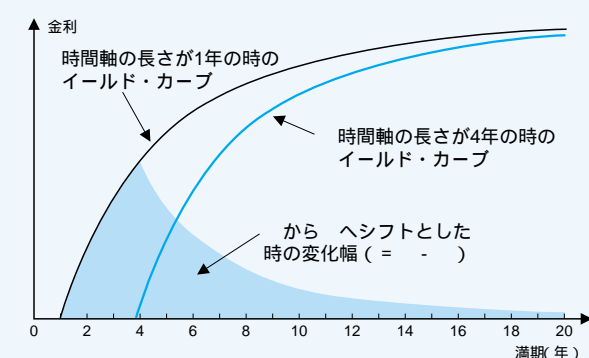 金利
時間軸の長さが1年の時の
イールド・カーブ
時間軸の長さが4年の時の
イールド・カーブ
から　へシフトとした
時の変化幅（＝　-　）
0 2 4 6 8 10 12 14 16 18 20
満期(年)